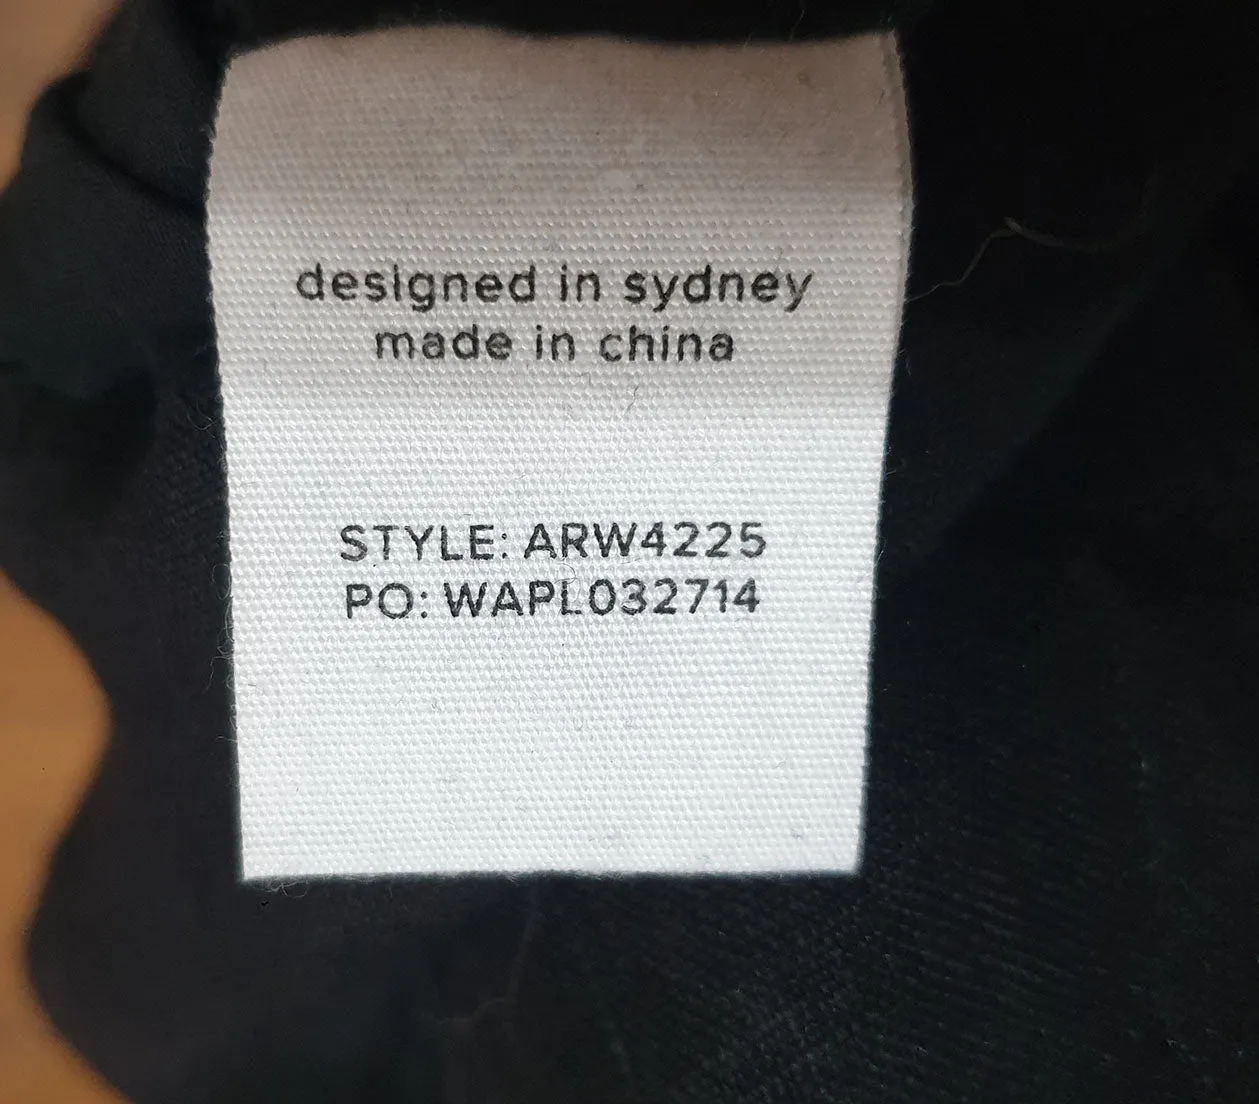 designed in sydney
made in china
STYLE: ARW4225
PO: WAPL032714